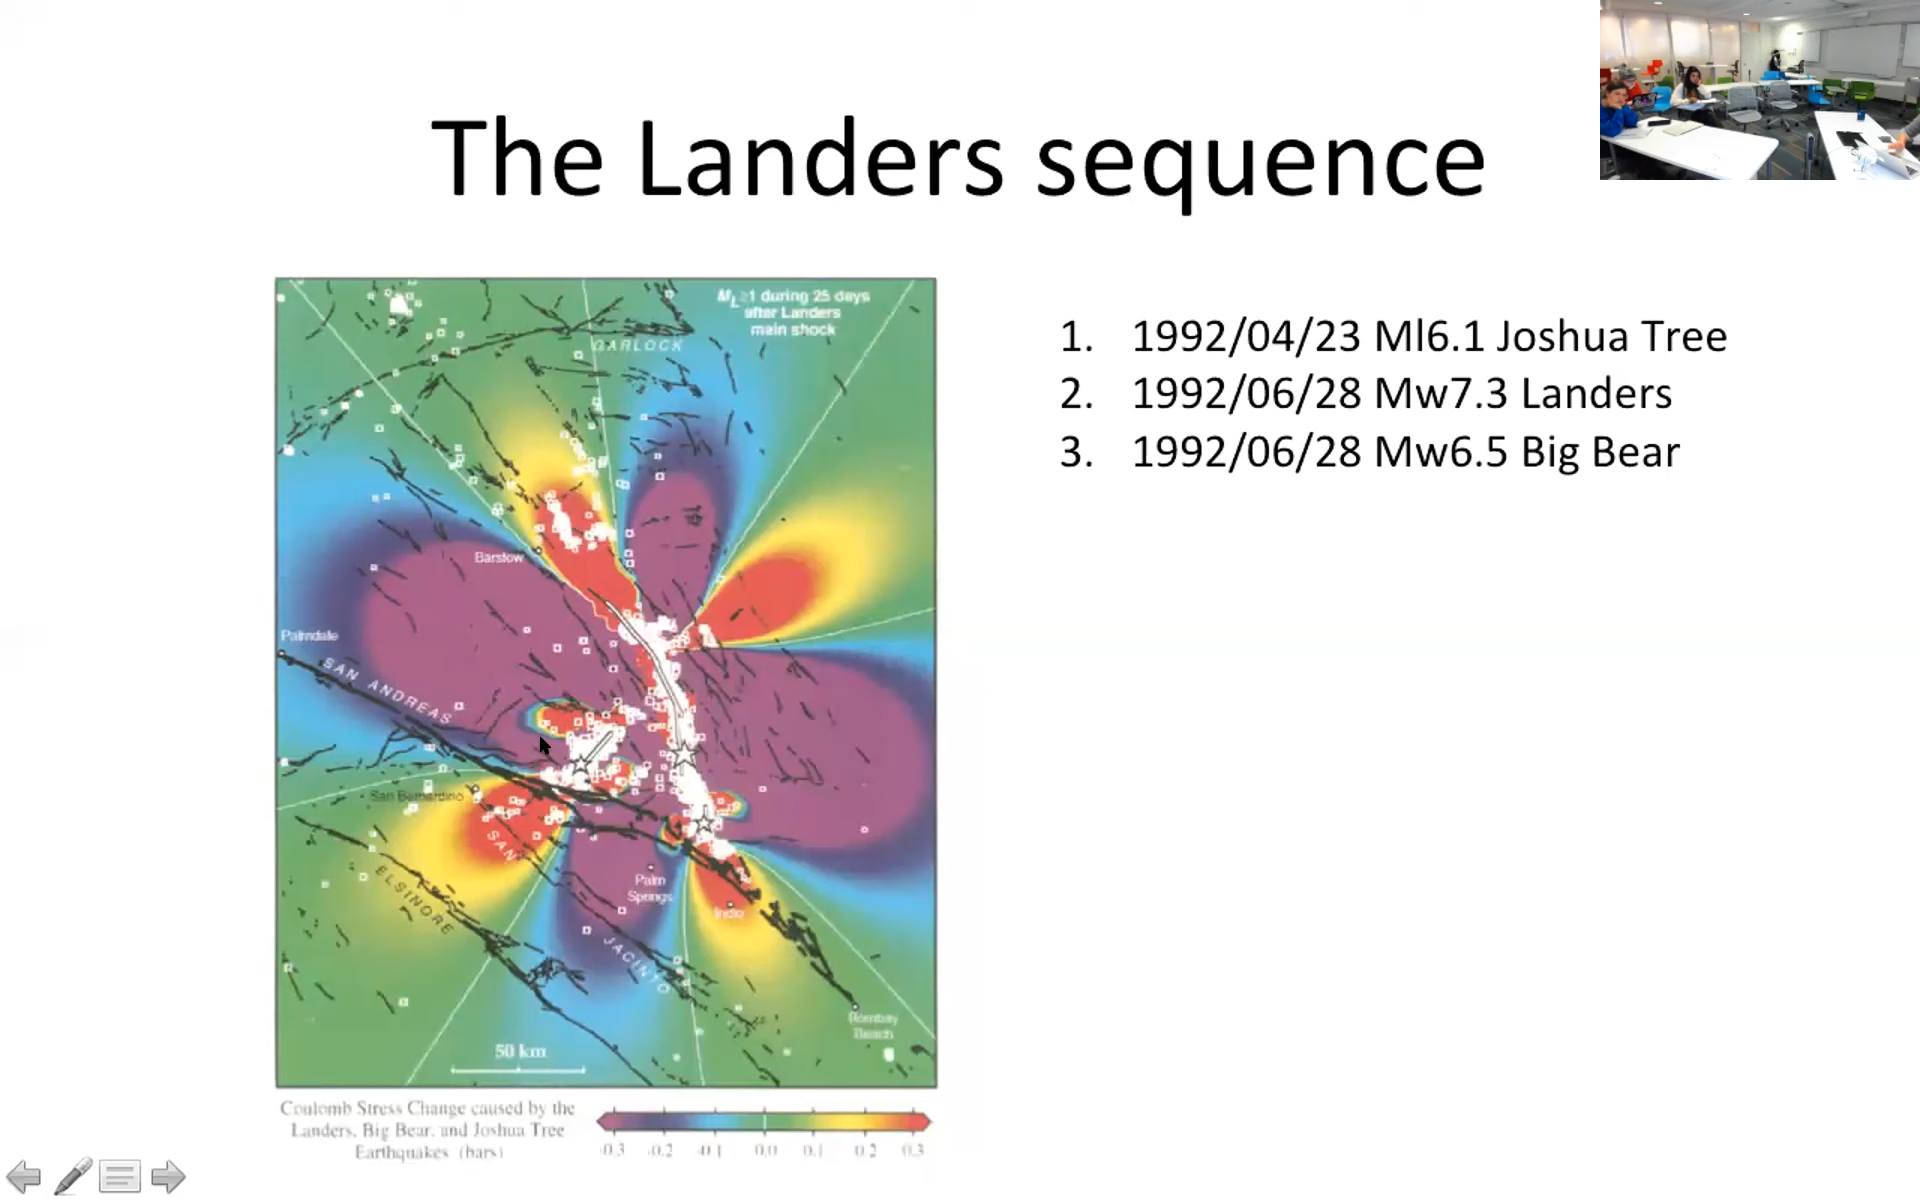 The Landers sequence
ML≥1 during 25 days
after Landers
main shock
GARLOCK
Barstow
Palmdale
SAN ANDREAS
San Bernardino
SAN
ELSINORE
Palm
Springs
Indio
JACINTO
Bombay
Beach
50 km
Coulomb Stress Change caused by the
Landers, Big Bear, and Joshua Tree
Earthquakes (bars)
-0.3 -0.2 -0.1 0.0 0.1 0.2 0.3
1. 1992/04/23 Ml6.1 Joshua Tree
2. 1992/06/28 Mw7.3 Landers
3. 1992/06/28 Mw6.5 Big Bear